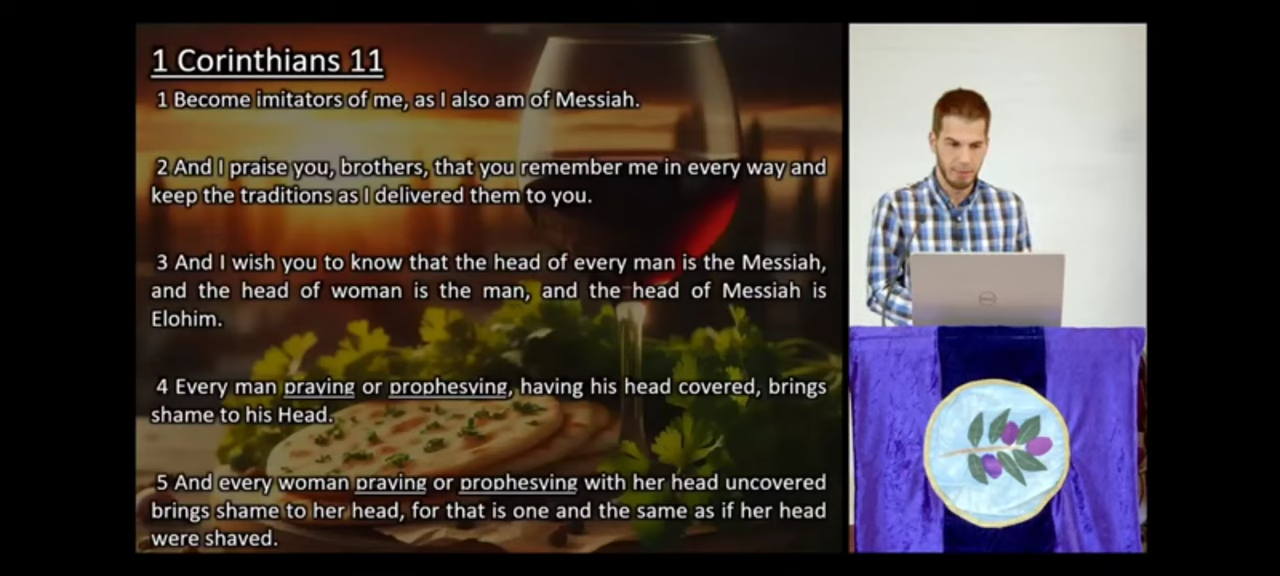 1 Corinthians 11
1 Become imitators of me, as I also am of Messiah.
2 And I praise you, brothers, that you remember me in every way and
keep the traditions as I delivered them to you.
3 And I wish you to know that the head of every man is the Messiah,
and the head of woman is the man, and the head of Messiah is
Elohim.
4 Every man praying or prophesying, having his head covered, brings
shame to his Head.
5 And every woman praying or prophesying with her head uncovered
brings shame to her head, for that is one and the same as if her head
were shaved.
DELL